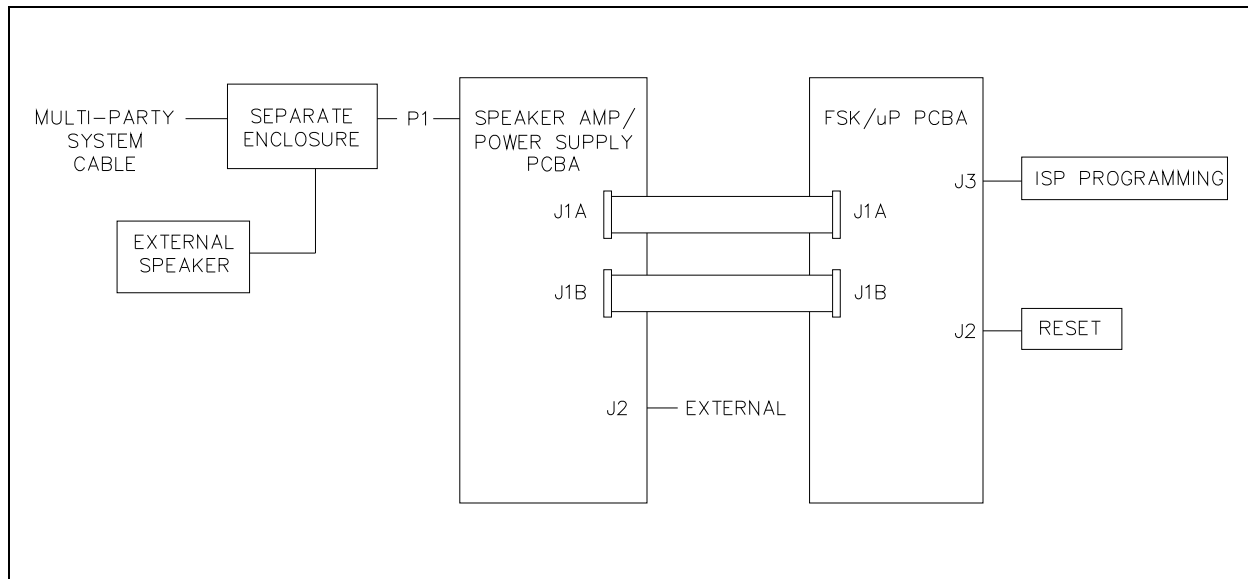 MULTI-PARTY
SYSTEM
CABLE
SEPARATE
ENCLOSURE
EXTERNAL
SPEAKER
P1
SPEAKER AMP/
POWER SUPPLY
PCBA
J1A
J1B
J2
EXTERNAL
FSK/uP PCBA
J1A
J1B
J3
ISP PROGRAMMING
J2
RESET